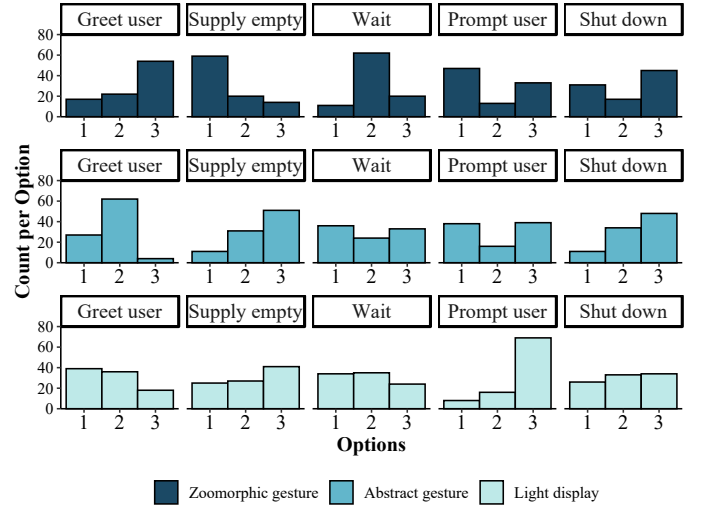 Greet user Supply empty Wait Prompt user Shut down
80
60
40
20
0
1 2 3 1 2 3 1 2 3 1 2 3 1 2 3
Greet user Supply empty Wait Prompt user Shut down
80
60
40
20
0
1 2 3 1 2 3 1 2 3 1 2 3 1 2 3
Greet user Supply empty Wait Prompt user Shut down
80
60
40
20
0
1 2 3 1 2 3 1 2 3 1 2 3 1 2 3
Count per Option
Options
Zoomorphic gesture Abstract gesture Light display